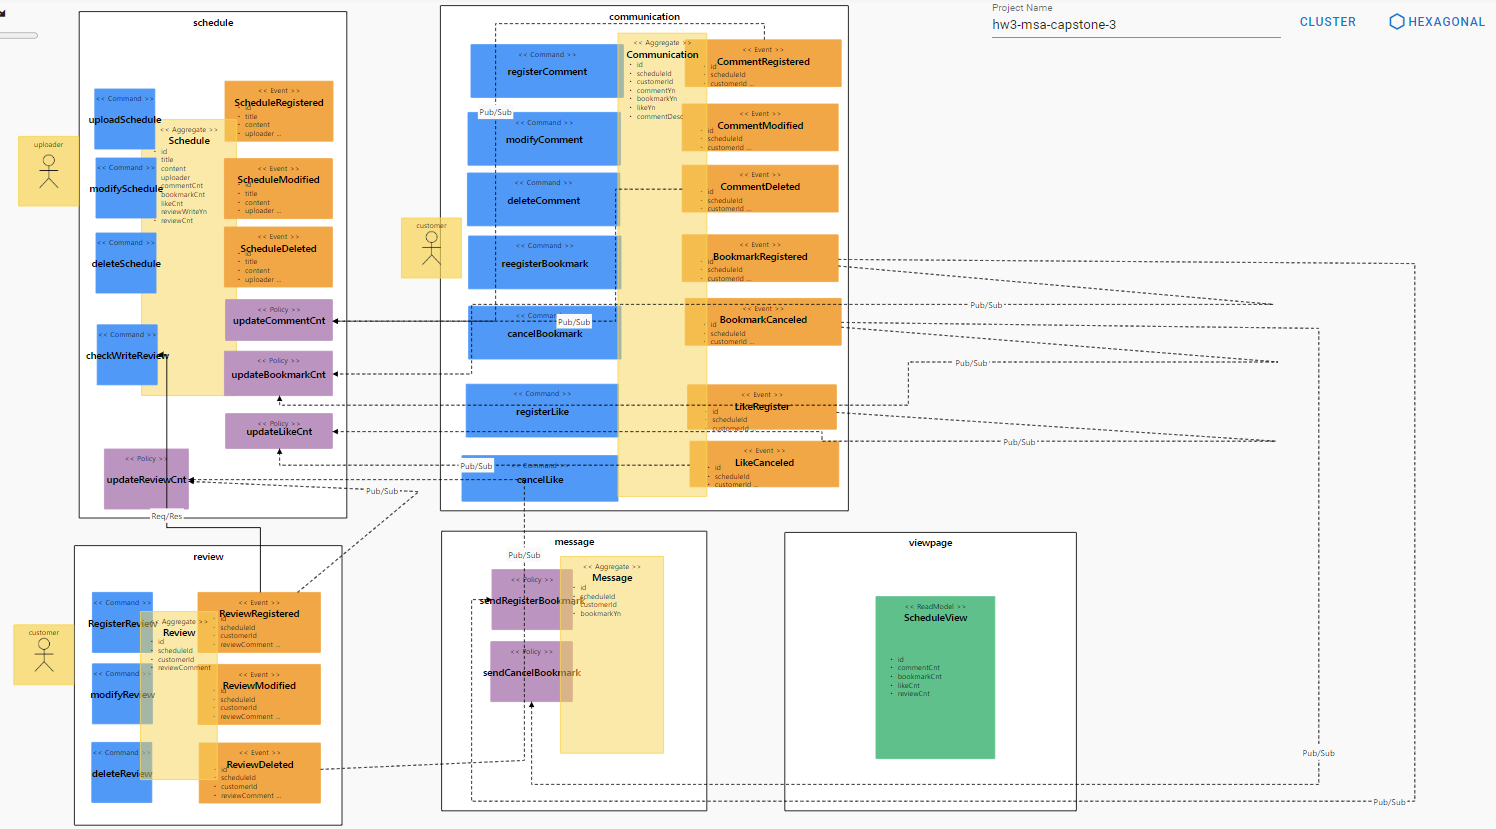 Project Name
hw3-msa-capstone-3
CLUSTER
HEXAGONAL
schedule
uploader
<< Command >>
uploadSchedule
<< Command >>
modifySchedule
<< Command >>
deleteSchedule
<< Command >>
checkWriteReview
<< Aggregate >>
Schedule
· id
title
content
uploader
commentCnt
bookmarkCnt
likeCnt
reviewWriteYn
· reviewCnt
<< Event >>
ScheduleRegistered
id
· title
· content
· uploader ...
<< Event >>
ScheduleModified
id
· title
· content
· uploader ...
<< Event >>
ScheduleDeleted
id
· title
· content
· uploader ...
<< Policy >>
updateCommentCnt
<< Policy >>
updateBookmarkCnt
<< Policy >>
updateLikeCnt
<< Policy >>
updateReviewCnt
Req/Res
Pub/Sub
communication
customer
<< Command >>
registerComment
Pub/Sub
<< Command >>
modifyComment
<< Command >>
deleteComment
<< Command >>
reegisterBookmark
Pub/Sub
cancelBookmark
<< Command >>
registerLike
Pub/Sub
<< Command >>
cancelLike
<< Aggregate >>
Communication
· id
· scheduleId
· customerId
· commentYn
· bookmarkYn
· likeYn
· commentDesc
<< Event >>
CommentRegistered
· id
· scheduleId
· customerId ...
<< Event >>
CommentModified
· id
· scheduleId
· customerId ...
<< Event >>
CommentDeleted
· id
· scheduleId
· customerId ...
<< Event >>
BookmarkRegistered
· id
· scheduleId
· customerId ...
<< Event >>
BookmarkCanceled
· id
· scheduleId
· customerId ...
<< Event >>
LikeRegister
· id
· scheduleId
customerId
<< Event >>
LikeCanceled
· id
· scheduleId
· customerId ...
Pub/Sub
Pub/Sub
Pub/Sub
review
customer
<< Command >>
RegisterReview
<< Command >>
modifyReview
<< Command >>
deleteReview
<< Aggregate >>
Review
· id
· scheduleId
· customerId
· reviewComment
<< Event >>
ReviewRegistered
· id
· scheduleId
· customerId
· reviewComment ...
<< Event >>
ReviewModified
· id
· scheduleId
· customerId
· reviewComment ...
<< Event >>
ReviewDeleted
· id
· scheduleId
· customerId
· reviewComment ...
message
Pub/Sub
<< Policy >>
sendRegisterBookmark
<< Policy >>
sendCancelBookmark
<< Aggregate >>
Message
· id
· scheduleId
customerId
· bookmarkYn
viewpage
<< ReadModel >>
ScheduleView
· id
· commentCnt
· bookmarkCnt
· likeCnt
· reviewCnt
Pub/Sub
Pub/Sub